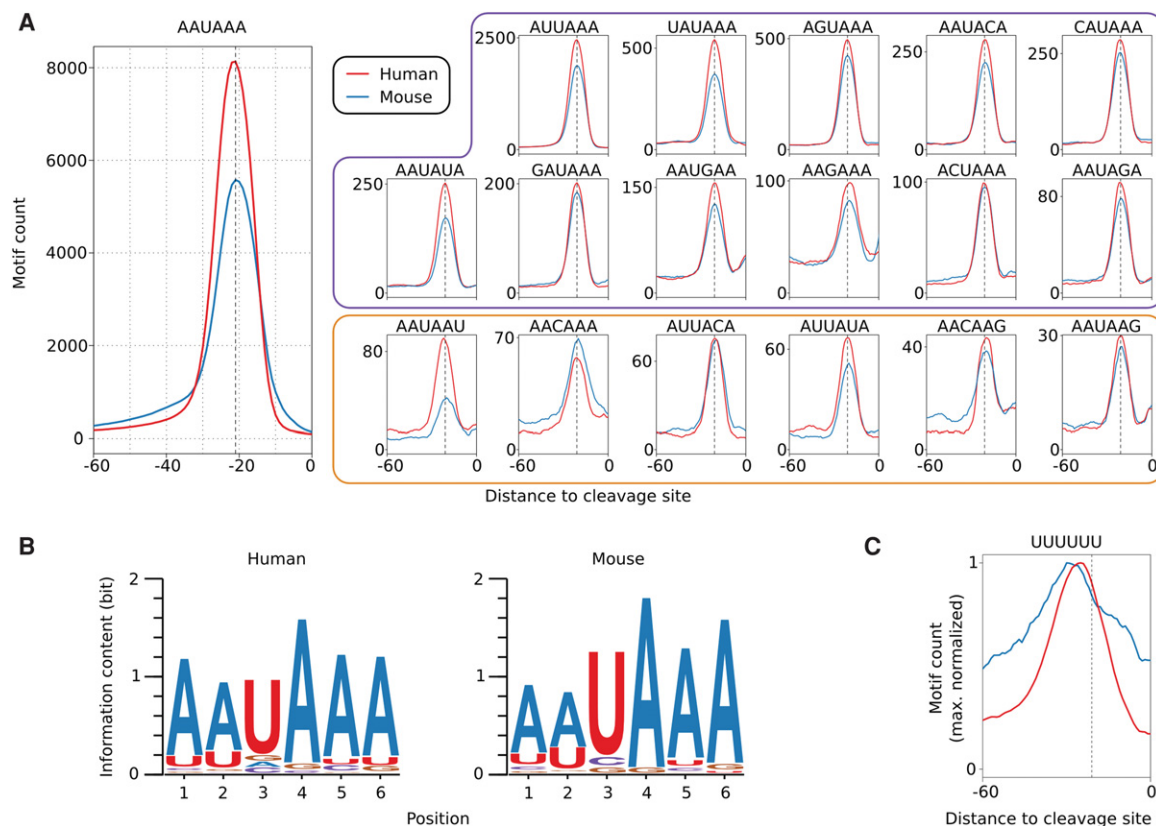 A
AAUAAA
Motif count
8000
6000
4000
2000
0
-60
-40
-20
0
Human
Mouse
AUUAAA
UAUAAA
AGUAAA
AAUACA
CAUAAA
2500
0
500
0
500
0
250
0
250
0
AAUAUA
GAUAAA
AAUGAA
AAGAAA
ACUAAA
AAUAGA
250
0
200
0
150
0
100
0
100
0
80
0
AAUAAU
AACAAA
AUUACA
AUUAUA
AACAAG
AAUAAG
80
0
70
0
60
0
60
0
40
0
30
0
-60 0
-60 0
-60 0
-60 0
-60 0
-60 0
Distance to cleavage site
B
Human
Mouse
Information content (bit)
2
1
0
2
1
0
1 2 3 4 5 6
1 2 3 4 5 6
Position
C
UUUUUU
Motif count
(max. normalized)
1
0
-60
0
Distance to cleavage site